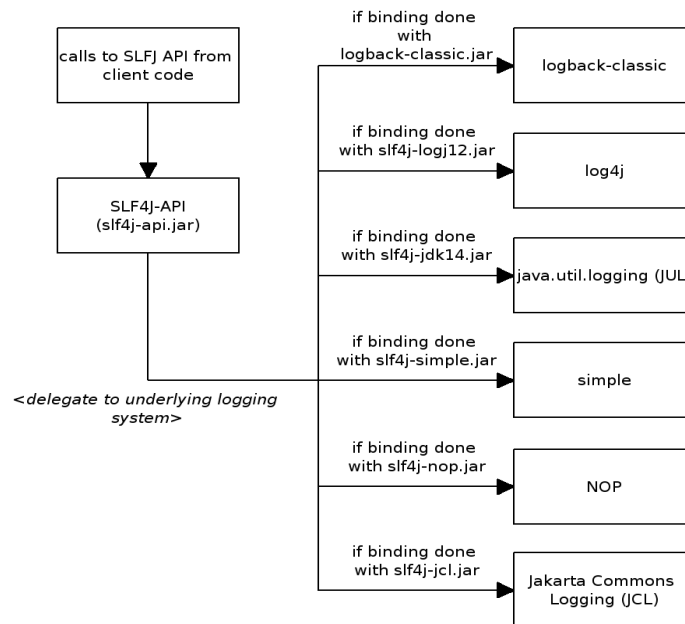 calls to SLFJ API from
client code
SLF4J-API
(slf4j-api.jar)
<delegate to underlying logging
system>
if binding done
with
logback-classic.jar
logback-classic
if binding done
with slf4j-logj12.jar
log4j
if binding done
with slf4j-jdk14.jar
java.util.logging (JUL
if binding done
with slf4j-simple.jar
simple
if binding done
with slf4j-nop.jar
NOP
if binding done
with slf4j-jcl.jar
Jakarta Commons
Logging (JCL)